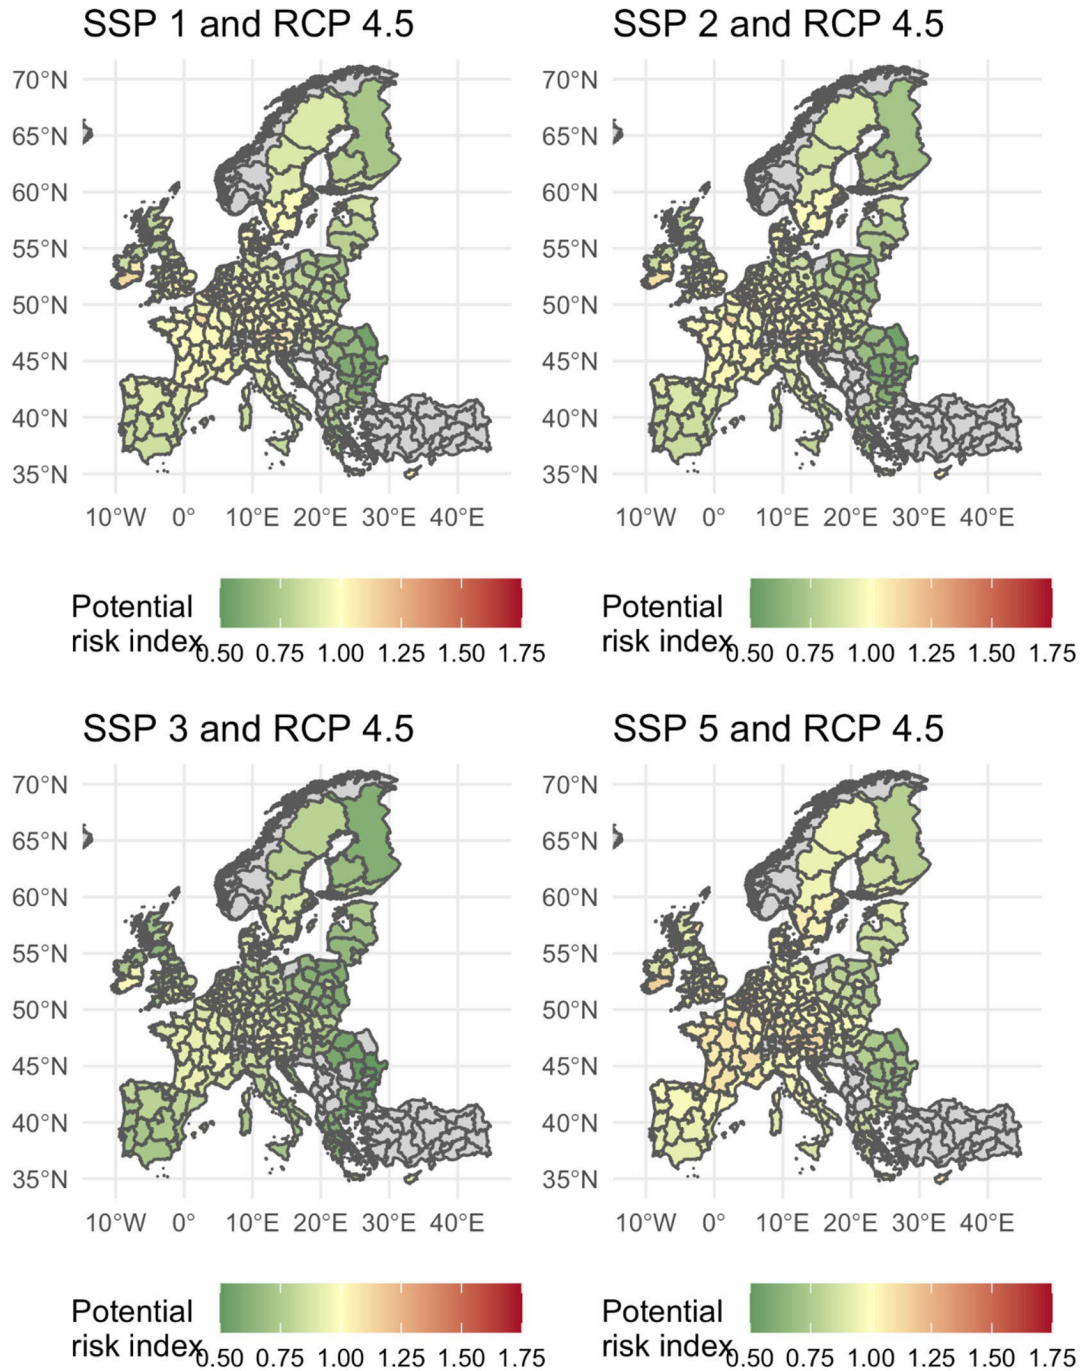 SSP 1 and RCP 4.5
SSP 2 and RCP 4.5
70°N
65°N
60°N
55°N
50°N
45°N
40°N
35°N
10°W 0° 10°E 20°E 30°E 40°E
70°N
65°N
60°N
55°N
50°N
45°N
40°N
35°N
10°W 0° 10°E 20°E 30°E 40°E
Potential
risk index
0.50 0.75 1.00 1.25 1.50 1.75
Potential
risk index
0.50 0.75 1.00 1.25 1.50 1.75
SSP 3 and RCP 4.5
SSP 5 and RCP 4.5
70°N
65°N
60°N
55°N
50°N
45°N
40°N
35°N
10°W 0° 10°E 20°E 30°E 40°E
70°N
65°N
60°N
55°N
50°N
45°N
40°N
35°N
10°W 0° 10°E 20°E 30°E 40°E
Potential
risk index
0.50 0.75 1.00 1.25 1.50 1.75
Potential
risk index
0.50 0.75 1.00 1.25 1.50 1.75